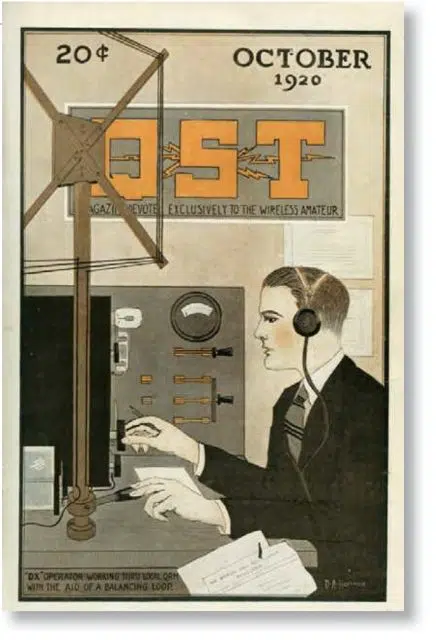 20¢
OCTOBER
1920
QST
MAGAZINE DEVOTED EXCLUSIVELY TO THE WIRELESS AMATEUR
"DX" OPERATOR WORKING THRU LOCAL QRM
WITH THE AID OF A BALANCING LOOP.